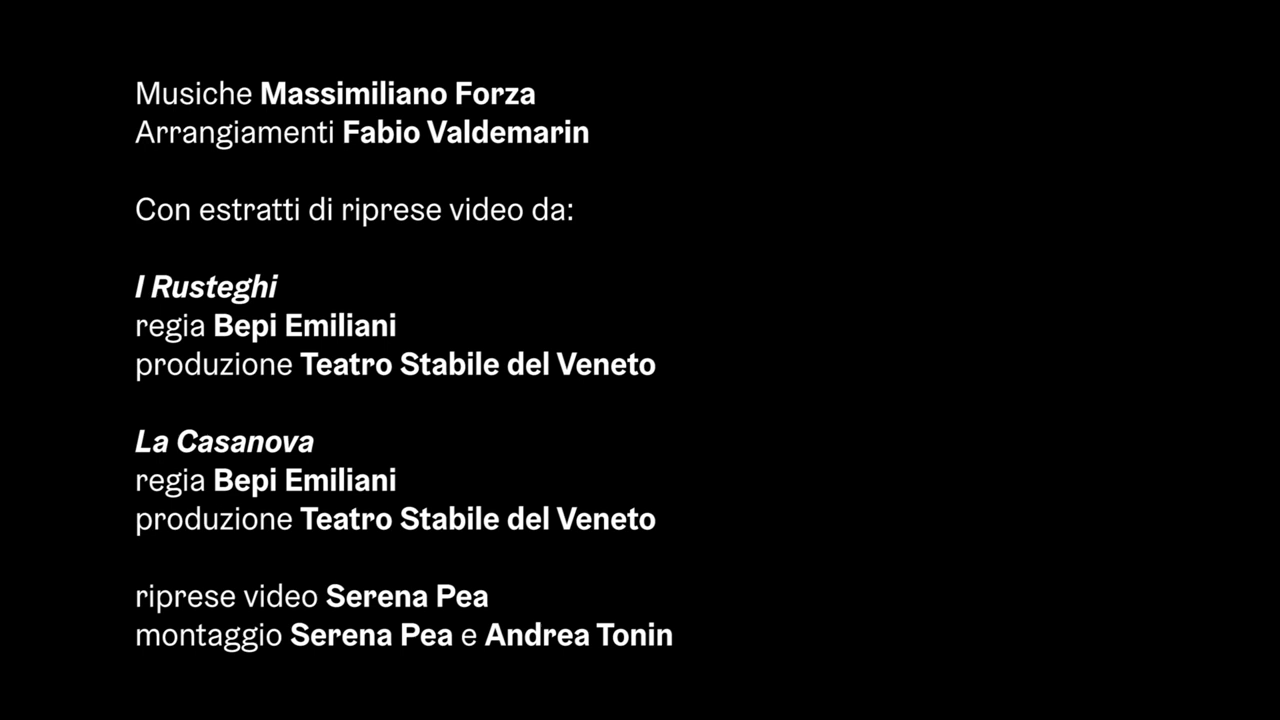 Musiche Massimiliano Forza
Arrangiamenti Fabio Valdemarin
Con estratti di riprese video da:
I Rusteghi
regia Bepi Emiliani
produzione Teatro Stabile del Veneto
La Casanova
regia Bepi Emiliani
produzione Teatro Stabile del Veneto
riprese video Serena Pea
montaggio Serena Pea e Andrea Tonin